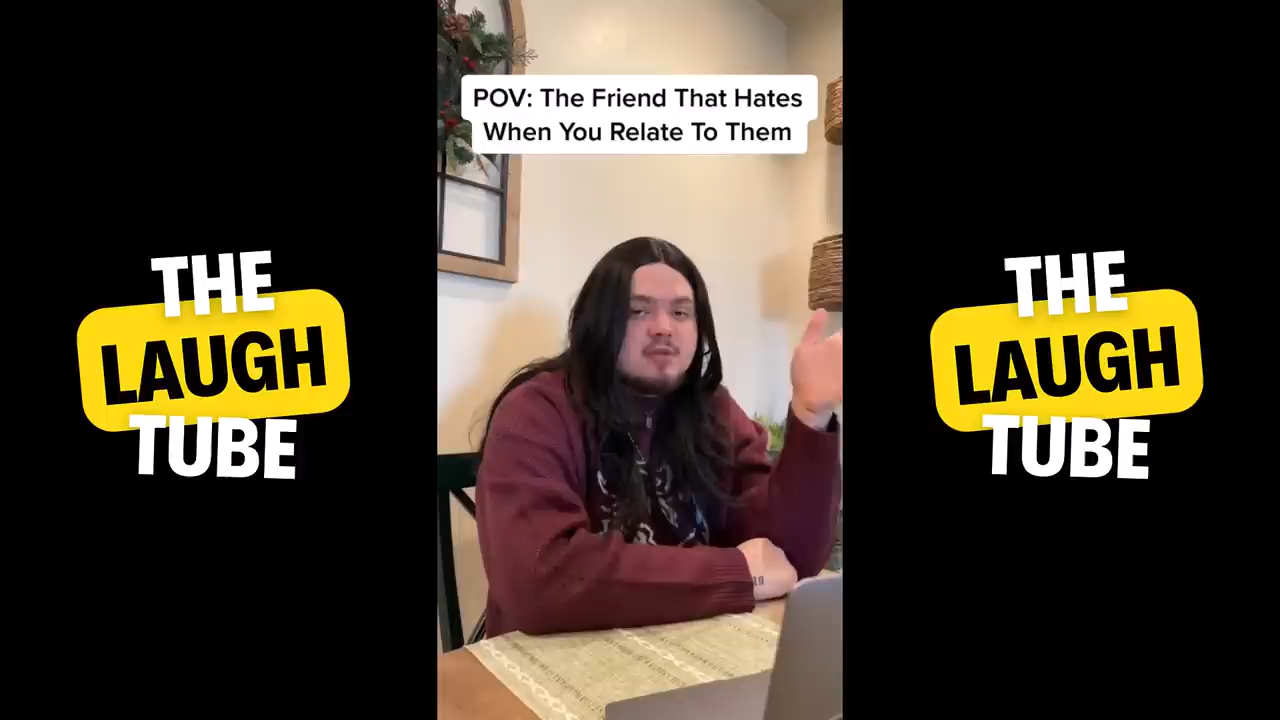 POV: The Friend That Hates
When You Relate To Them
THE
LAUGH
TUBE
THE
LAUGH
TUBE